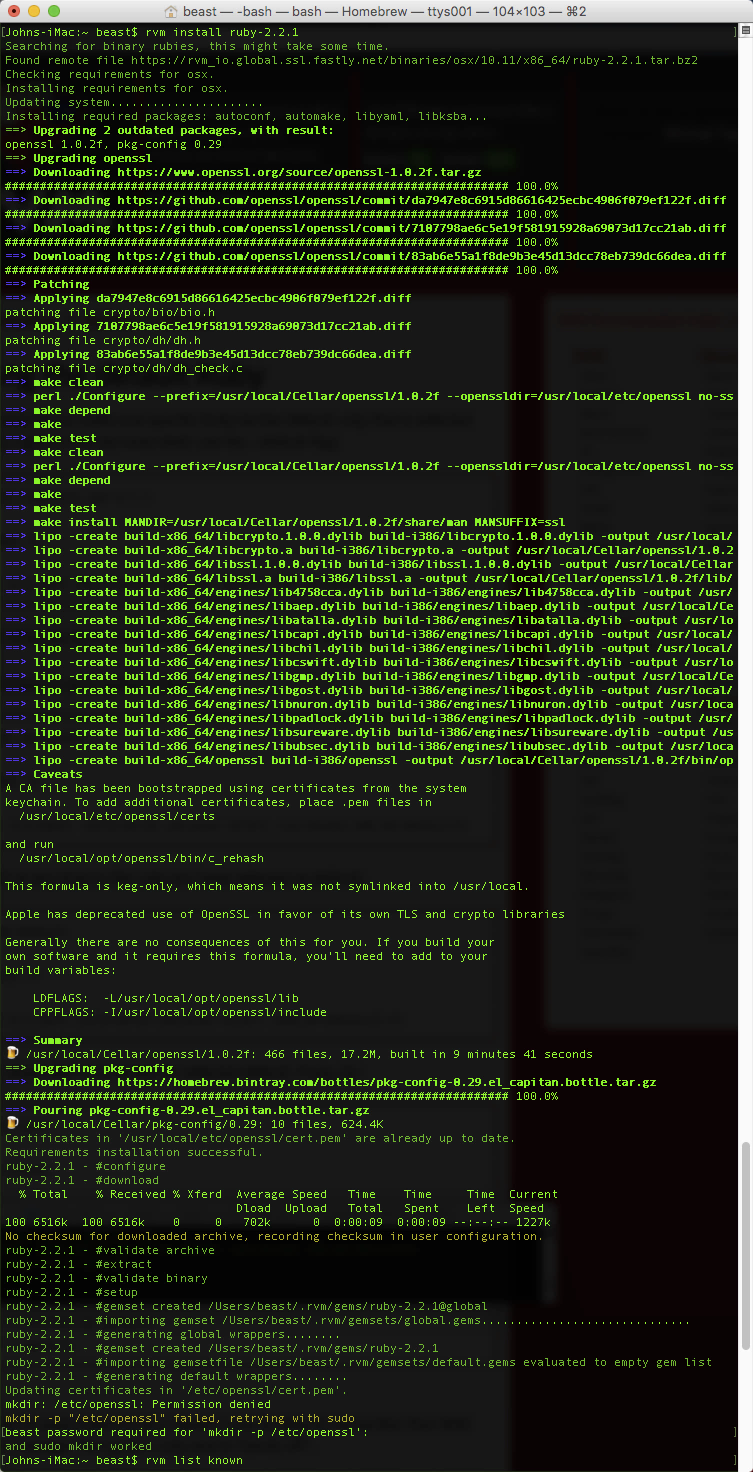 beast — -bash — bash — Homebrew — ttys001 — 104×103 — ⌘2
[Johns-iMac:~ beast$ rvm install ruby-2.2.1 ]
Searching for binary rubies, this might take some time.
Found remote file https://rvm_io.global.ssl.fastly.net/binaries/osx/10.11/x86_64/ruby-2.2.1.tar.bz2
Checking requirements for osx.
Installing requirements for osx.
Updating system......................
Installing required packages: autoconf, automake, libyaml, libksba...
==> Upgrading 2 outdated packages, with result:
openssl 1.0.2f, pkg-config 0.29
==> Upgrading openssl
==> Downloading https://www.openssl.org/source/openssl-1.0.2f.tar.gz
######################################################################## 100.0%
==> Downloading https://github.com/openssl/openssl/commit/da7947e8c6915d86616425ecbc4906f079ef122f.diff
######################################################################## 100.0%
==> Downloading https://github.com/openssl/openssl/commit/7107798ae6c5e19f581915928a69073d17cc21ab.diff
######################################################################## 100.0%
==> Downloading https://github.com/openssl/openssl/commit/83ab6e55a1f8de9b3e45d13dcc78eb739dc66dea.diff
######################################################################## 100.0%
==> Patching
==> Applying da7947e8c6915d86616425ecbc4906f079ef122f.diff
patching file crypto/bio/bio.h
==> Applying 7107798ae6c5e19f581915928a69073d17cc21ab.diff
patching file crypto/dh/dh.h
==> Applying 83ab6e55a1f8de9b3e45d13dcc78eb739dc66dea.diff
patching file crypto/dh/dh_check.c
==> make clean
==> perl ./Configure --prefix=/usr/local/Cellar/openssl/1.0.2f --openssldir=/usr/local/etc/openssl no-ss
==> make depend
==> make
==> make test
==> make clean
==> perl ./Configure --prefix=/usr/local/Cellar/openssl/1.0.2f --openssldir=/usr/local/etc/openssl no-ss
==> make depend
==> make
==> make test
==> make install MANDIR=/usr/local/Cellar/openssl/1.0.2f/share/man MANSUFFIX=ssl
==> lipo -create build-x86_64/libcrypto.1.0.0.dylib build-i386/libcrypto.1.0.0.dylib -output /usr/local/
==> lipo -create build-x86_64/libcrypto.a build-i386/libcrypto.a -output /usr/local/Cellar/openssl/1.0.2
==> lipo -create build-x86_64/libssl.1.0.0.dylib build-i386/libssl.1.0.0.dylib -output /usr/local/Cellar
==> lipo -create build-x86_64/libssl.a build-i386/libssl.a -output /usr/local/Cellar/openssl/1.0.2f/lib/
==> lipo -create build-x86_64/engines/lib4758cca.dylib build-i386/engines/lib4758cca.dylib -output /usr/
==> lipo -create build-x86_64/engines/libaep.dylib build-i386/engines/libaep.dylib -output /usr/local/Ce
==> lipo -create build-x86_64/engines/libatalla.dylib build-i386/engines/libatalla.dylib -output /usr/lo
==> lipo -create build-x86_64/engines/libcapi.dylib build-i386/engines/libcapi.dylib -output /usr/local/
==> lipo -create build-x86_64/engines/libchil.dylib build-i386/engines/libchil.dylib -output /usr/local/
==> lipo -create build-x86_64/engines/libcswift.dylib build-i386/engines/libcswift.dylib -output /usr/lo
==> lipo -create build-x86_64/engines/libgmp.dylib build-i386/engines/libgmp.dylib -output /usr/local/Ce
==> lipo -create build-x86_64/engines/libgost.dylib build-i386/engines/libgost.dylib -output /usr/local/
==> lipo -create build-x86_64/engines/libnuron.dylib build-i386/engines/libnuron.dylib -output /usr/loca
==> lipo -create build-x86_64/engines/libpadlock.dylib build-i386/engines/libpadlock.dylib -output /usr/
==> lipo -create build-x86_64/engines/libsureware.dylib build-i386/engines/libsureware.dylib -output /us
==> lipo -create build-x86_64/engines/libubsec.dylib build-i386/engines/libubsec.dylib -output /usr/loca
==> lipo -create build-x86_64/openssl build-i386/openssl -output /usr/local/Cellar/openssl/1.0.2f/bin/op
==> Caveats
A CA file has been bootstrapped using certificates from the system
keychain. To add additional certificates, place .pem files in
/usr/local/etc/openssl/certs
and run
/usr/local/opt/openssl/bin/c_rehash
This formula is keg-only, which means it was not symlinked into /usr/local.
Apple has deprecated use of OpenSSL in favor of its own TLS and crypto libraries
Generally there are no consequences of this for you. If you build your
own software and it requires this formula, you'll need to add to your
build variables:
LDFLAGS:  -L/usr/local/opt/openssl/lib
CPPFLAGS: -I/usr/local/opt/openssl/include
==> Summary
🍺 /usr/local/Cellar/openssl/1.0.2f: 466 files, 17.2M, built in 9 minutes 41 seconds
==> Upgrading pkg-config
==> Downloading https://homebrew.bintray.com/bottles/pkg-config-0.29.el_capitan.bottle.tar.gz
######################################################################## 100.0%
==> Pouring pkg-config-0.29.el_capitan.bottle.tar.gz
🍺 /usr/local/Cellar/pkg-config/0.29: 10 files, 624.4K
Certificates in '/usr/local/etc/openssl/cert.pem' are already up to date.
Requirements installation successful.
ruby-2.2.1 - #configure
ruby-2.2.1 - #download
% Total    % Received % Xferd  Average Speed   Time    Time     Time  Current
Dload  Upload   Total   Spent    Left  Speed
100 6516k  100 6516k    0     0   702k      0  0:00:09  0:00:09 --:--:-- 1227k
No checksum for downloaded archive, recording checksum in user configuration.
ruby-2.2.1 - #validate archive
ruby-2.2.1 - #extract
ruby-2.2.1 - #validate binary
ruby-2.2.1 - #setup
ruby-2.2.1 - #gemset created /Users/beast/.rvm/gems/ruby-2.2.1@global
ruby-2.2.1 - #importing gemset /Users/beast/.rvm/gemsets/global.gems..............................
ruby-2.2.1 - #generating global wrappers........
ruby-2.2.1 - #gemset created /Users/beast/.rvm/gems/ruby-2.2.1
ruby-2.2.1 - #importing gemsetfile /Users/beast/.rvm/gemsets/default.gems evaluated to empty gem list
ruby-2.2.1 - #generating default wrappers........
Updating certificates in '/etc/openssl/cert.pem'.
mkdir: /etc/openssl: Permission denied
mkdir -p "/etc/openssl" failed, retrying with sudo
[beast password required for 'mkdir -p /etc/openssl': ]
and sudo mkdir worked
[Johns-iMac:~ beast$ rvm list known ]